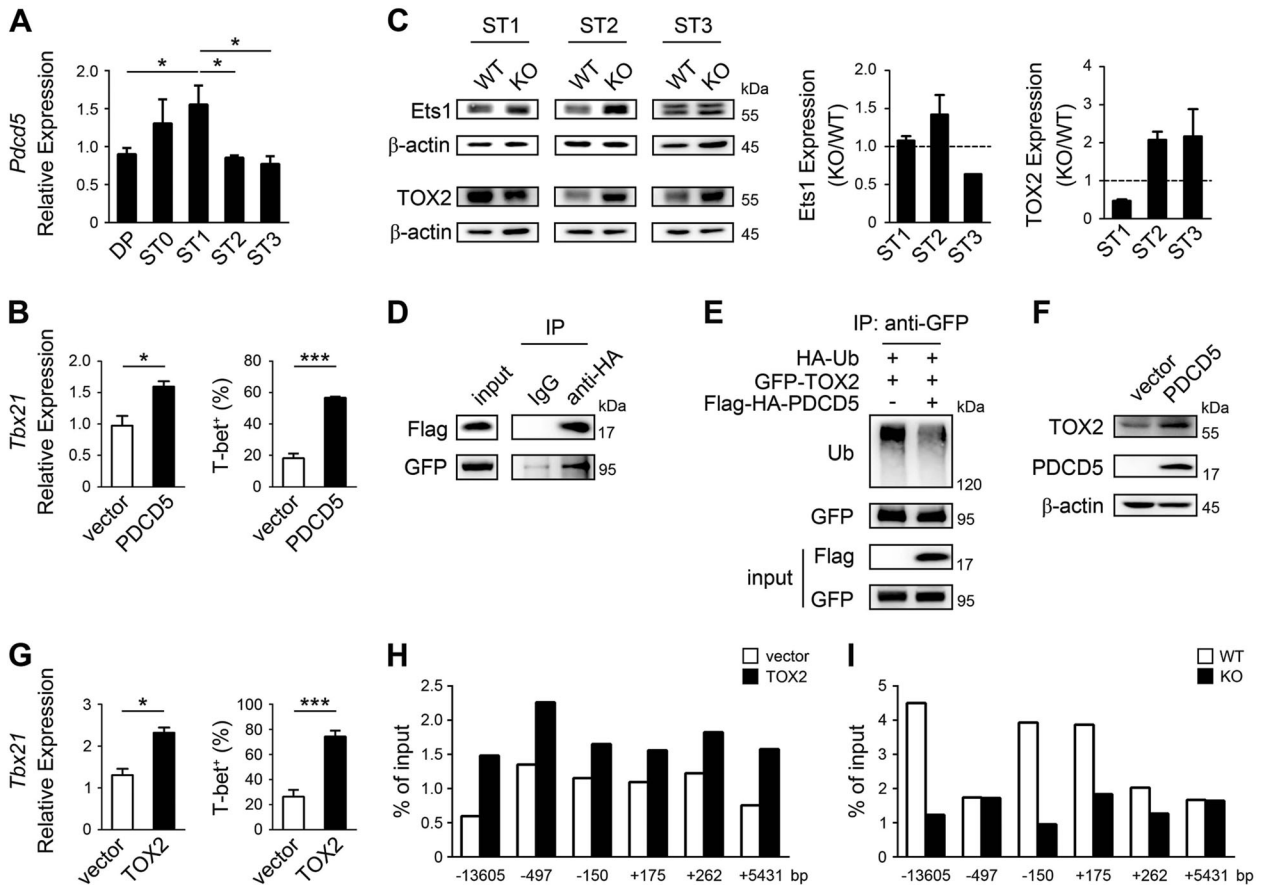 A
Pdcd5
Relative Expression
2.0
1.5
1.0
0.5
0
* * *
DP ST0 ST1 ST2 ST3
C
ST1 ST2 ST3
WT KO WT KO WT KO
kDa
Ets1 55
β-actin 45
TOX2 55
β-actin 45
Ets1 Expression
(KO/WT)
2.0
1.5
1.0
0.5
0
ST1 ST2 ST3
TOX2 Expression
(KO/WT)
4
3
2
1
0
ST1 ST2 ST3
B
Tbx21
Relative Expression
2.0
1.5
1.0
0.5
0
*
vector PDCD5
T-bet+ (%)
80
60
40
20
0
***
vector PDCD5
D
IP
input IgG anti-HA
kDa
Flag 17
GFP 95
E
IP: anti-GFP
HA-Ub + +
GFP-TOX2 + +
Flag-HA-PDCD5 - +
kDa
Ub
120
GFP 95
input
Flag 17
GFP 95
F
vector PDCD5
kDa
TOX2 55
PDCD5 17
β-actin 45
G
Tbx21
Relative Expression
3
2
1
0
*
vector TOX2
T-bet+ (%)
100
80
60
40
20
0
***
vector TOX2
H
vector
TOX2
% of input
2.5
2.0
1.5
1.0
0.5
0
-13605 -497 -150 +175 +262 +5431 bp
I
WT
KO
% of input
5
4
3
2
1
0
-13605 -497 -150 +175 +262 +5431 bp